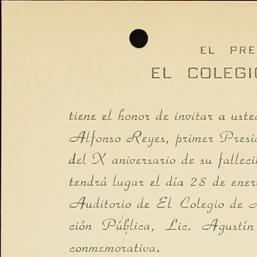 EL PRE
EL COLEGIO
tiene el honor de invitar a uste
Alfonso Reyes, primer Presi
del X aniversario de su falleci
tendrá lugar el día 28 de ener
Auditorio de El Colegio de
ción Pública, Lic. Agustín
conmemorativa.